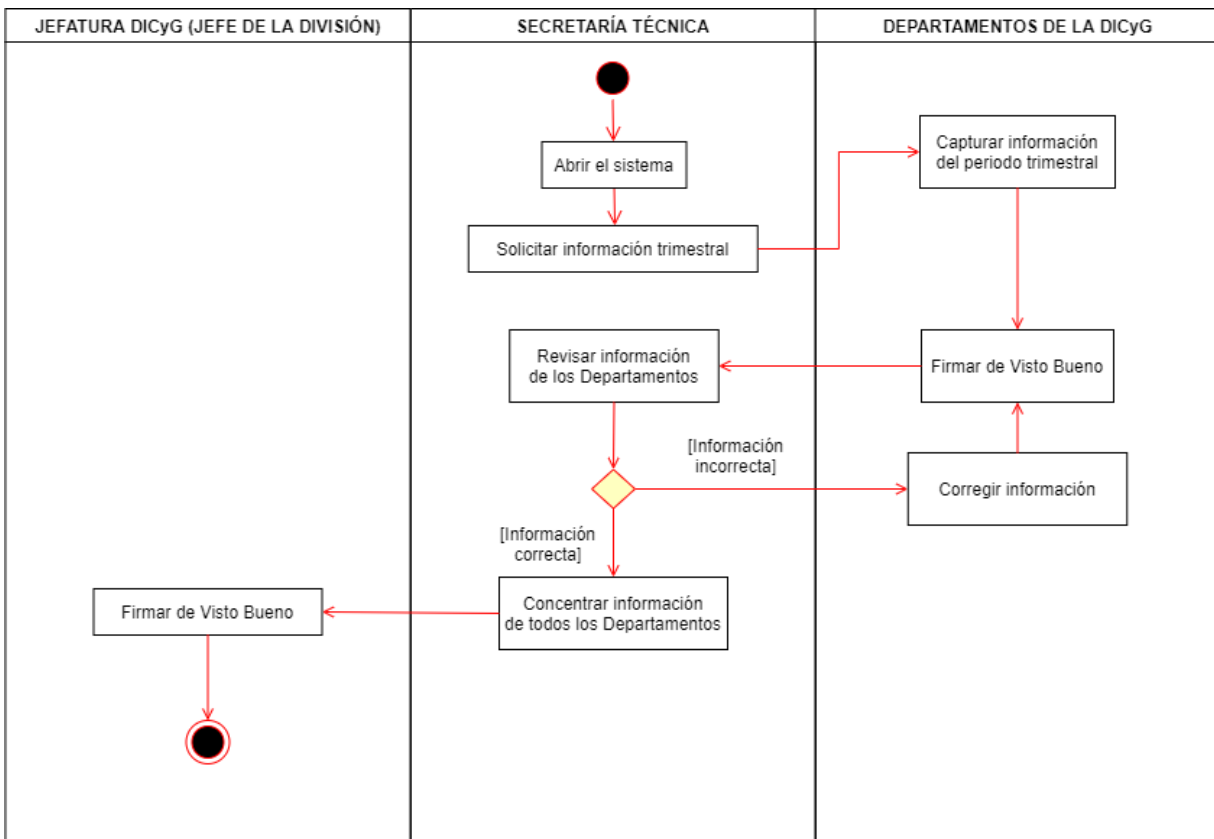 JEFATURA DICyG (JEFE DE LA DIVISIÓN)
SECRETARÍA TÉCNICA
DEPARTAMENTOS DE LA DICyG
Abrir el sistema
Solicitar información trimestral
Capturar información
del periodo trimestral
Firmar de Visto Bueno
Revisar información
de los Departamentos
[Información
incorrecta]
Corregir información
[Información
correcta]
Concentrar información
de todos los Departamentos
Firmar de Visto Bueno